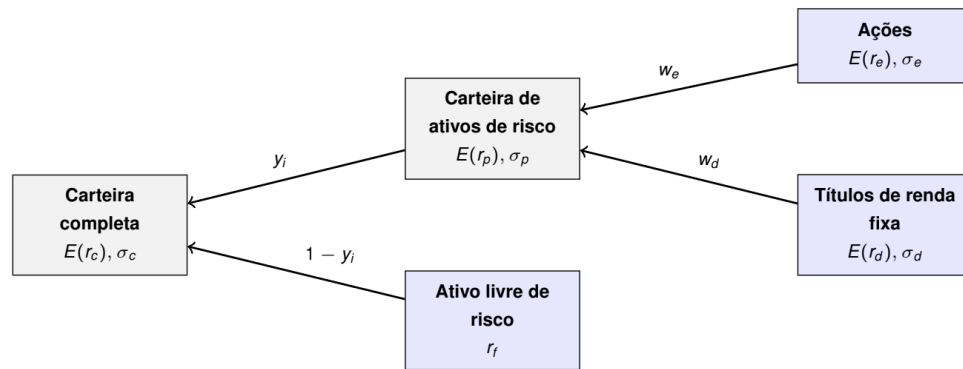 Ações
E(r_e), σ_e
w_e
Carteira de
ativos de risco
E(r_p), σ_p
y_i
w_d
Carteira
completa
E(r_c), σ_c
Títulos de renda
fixa
E(r_d), σ_d
1 − y_i
Ativo livre de
risco
r_f